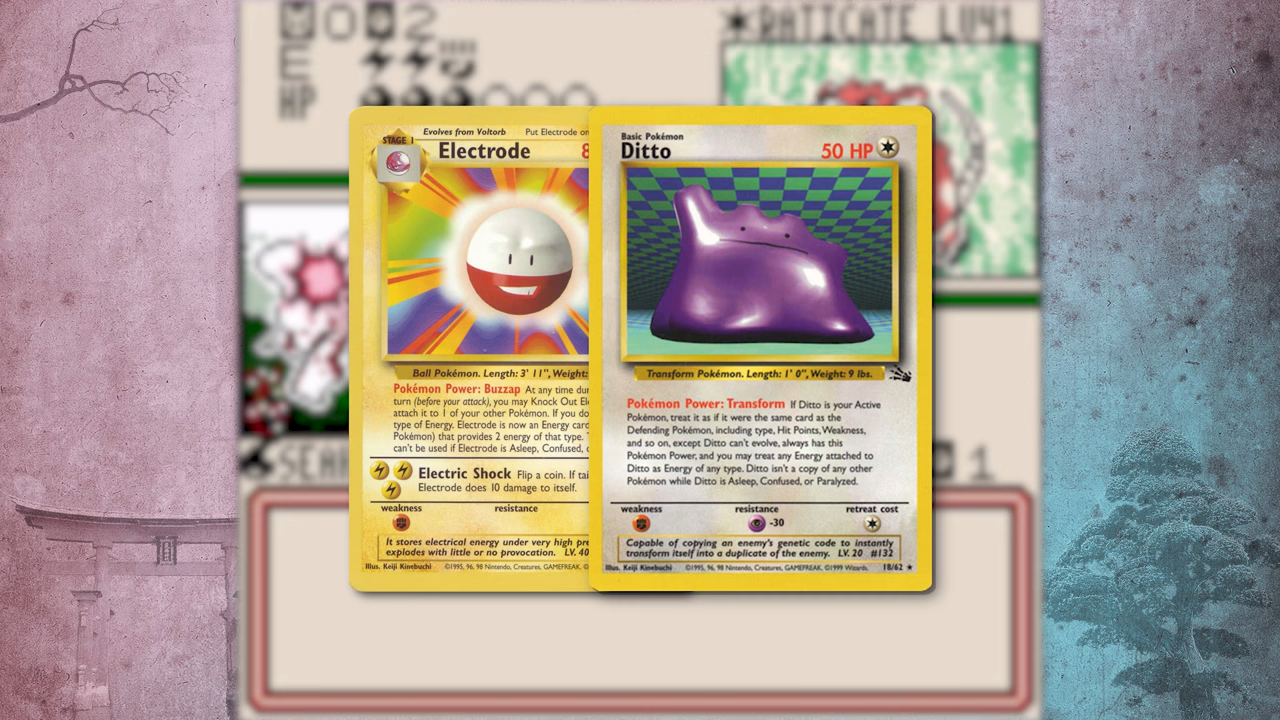 RATICATE LV41
E
HP
STAGE 1
Evolves from Voltorb Put Electrode on
Electrode 8
Ball Pokémon. Length: 3' 11", Weight:
Pokémon Power: Buzzap At any time dur
turn (before your attack), you may Knock Out Ele
attach it to 1 of your other Pokémon. If you do
type of Energy. Electrode is now an Energy card
Pokémon) that provides 2 energy of that type. T
can't be used if Electrode is Asleep, Confused, o
Electric Shock Flip a coin. If tai
Electrode does 10 damage to itself.
weakness resistance
It stores electrical energy under very high pre
explodes with little or no provocation. LV. 40
Illus. Keiji Kinebuchi ©1995, 96, 98 Nintendo, Creatures, GAMEFREAK. ©
Basic Pokémon
Ditto 50 HP
Transform Pokémon. Length: 1' 0", Weight: 9 lbs.
Pokémon Power: Transform If Ditto is your Active
Pokémon, treat it as if it were the same card as the
Defending Pokémon, including type, Hit Points, Weakness,
and so on, except Ditto can't evolve, always has this
Pokémon Power, and you may treat any Energy attached to
Ditto as Energy of any type. Ditto isn't a copy of any other
Pokémon while Ditto is Asleep, Confused, or Paralyzed.
weakness resistance retreat cost
-30
Capable of copying an enemy's genetic code to instantly
transform itself into a duplicate of the enemy. LV. 20 #132
Illus. Keiji Kinebuchi ©1995, 96, 98 Nintendo, Creatures, GAMEFREAK. ©1999 Wizards. 18/62
1